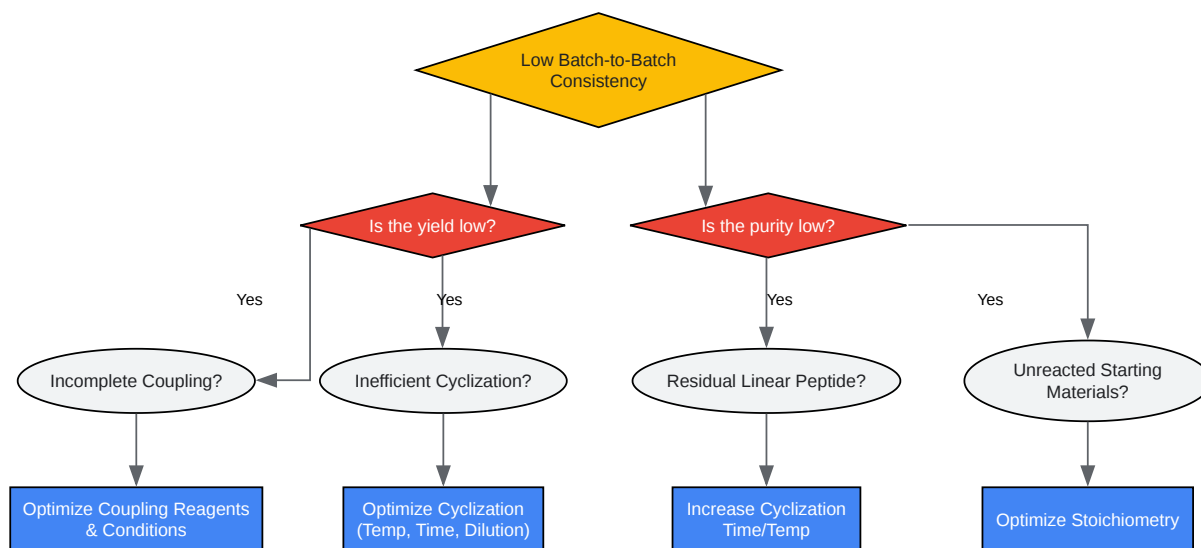 Low Batch-to-Batch
Consistency
Is the yield low?
Is the purity low?
Yes
Yes
Yes
Yes
Incomplete Coupling?
Inefficient Cyclization?
Residual Linear Peptide?
Unreacted Starting
Materials?
Optimize Coupling Reagents
& Conditions
Optimize Cyclization
(Temp, Time, Dilution)
Increase Cyclization
Time/Temp
Optimize Stoichiometry